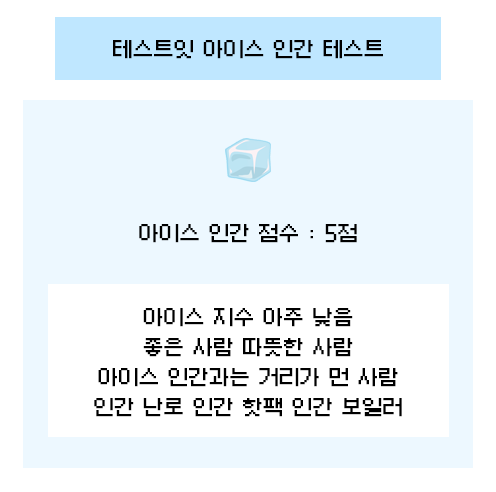 테스트잇 아이스 인간 테스트
아이스 인간 점수 : 5점
아이스 지수 아주 낮음
좋은 사람 따뜻한 사람
아이스 인간과는 거리가 먼 사람
인간 난로 인간 핫팩 인간 보일러